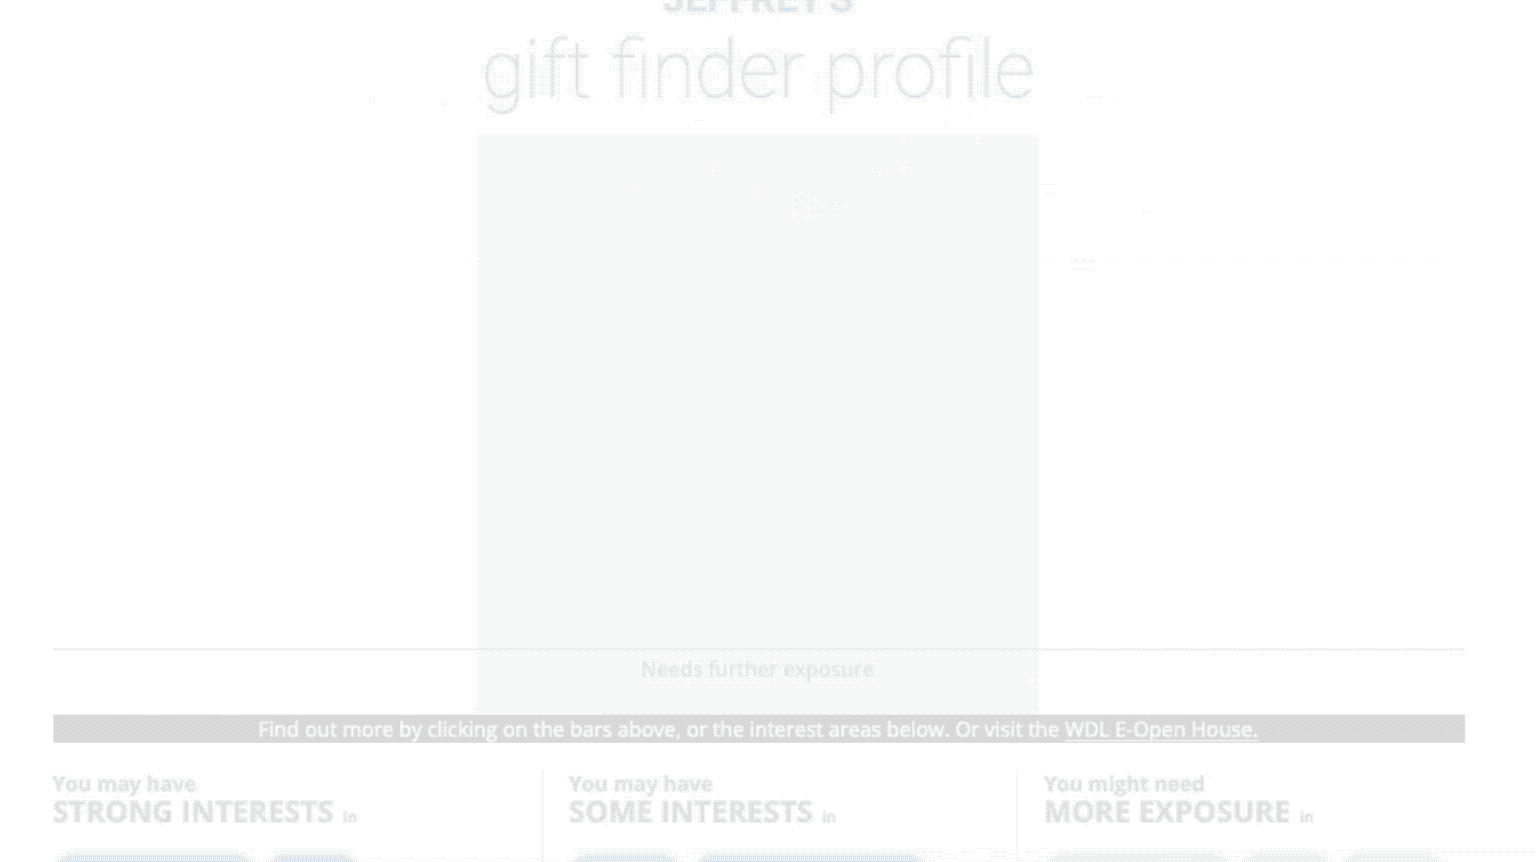 JEFFREY'S
gift finder profile
Needs further exposure
Find out more by clicking on the bars above, or the interest areas below. Or visit the WDL E-Open House.
You may have
STRONG INTERESTS in
You may have
SOME INTERESTS in
You might need
MORE EXPOSURE in